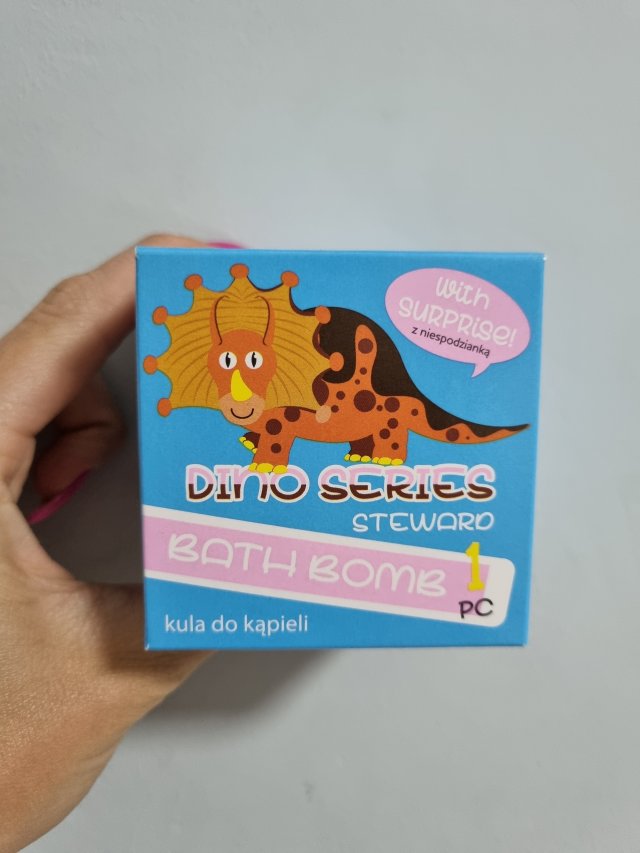 With
SURPRISE!
z niespodzianką
DINO SERIES
STEWARD
BATH BOMB 1
PC
kula do kąpieli